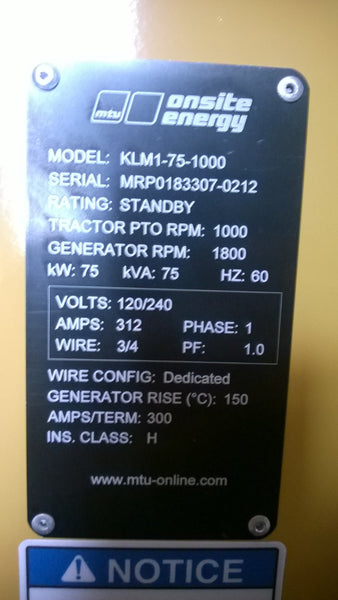 mtu onsite
energy
MODEL: KLM1-75-1000
SERIAL: MRP0183307-0212
RATING: STANDBY
TRACTOR PTO RPM: 1000
GENERATOR RPM: 1800
kW: 75 kVA: 75 HZ: 60
VOLTS: 120/240
AMPS: 312 PHASE: 1
WIRE: 3/4 PF: 1.0
WIRE CONFIG: Dedicated
GENERATOR RISE (°C): 150
AMPS/TERM: 300
INS. CLASS: H
www.mtu-online.com
NOTICE